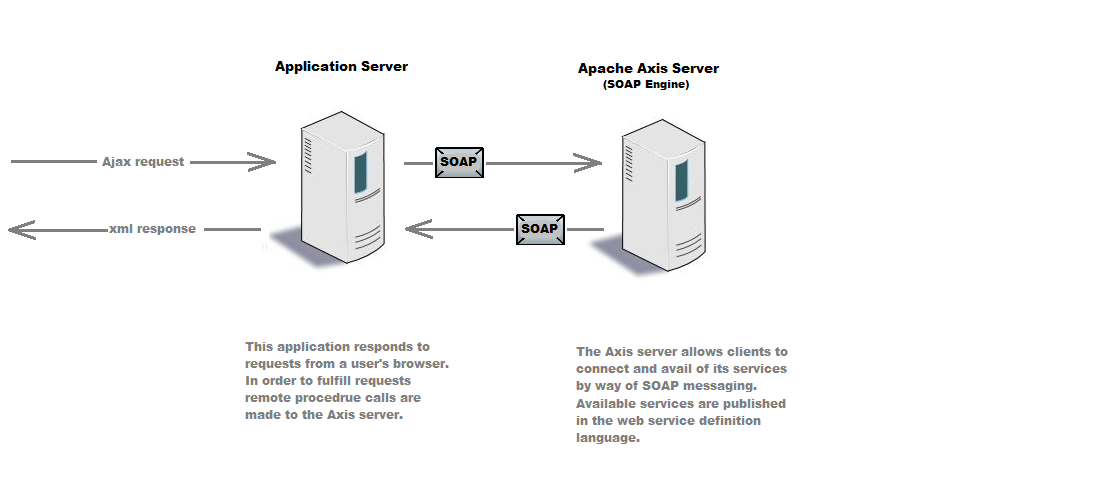 Application Server
Apache Axis Server
(SOAP Engine)
Ajax request
SOAP
xml response
SOAP
This application responds to
requests from a user's browser.
In order to fulfill requests
remote procedrue calls are
made to the Axis server.
The Axis server allows clients to
connect and avail of its services
by way of SOAP messaging.
Available services are published
in the web service definition
language.